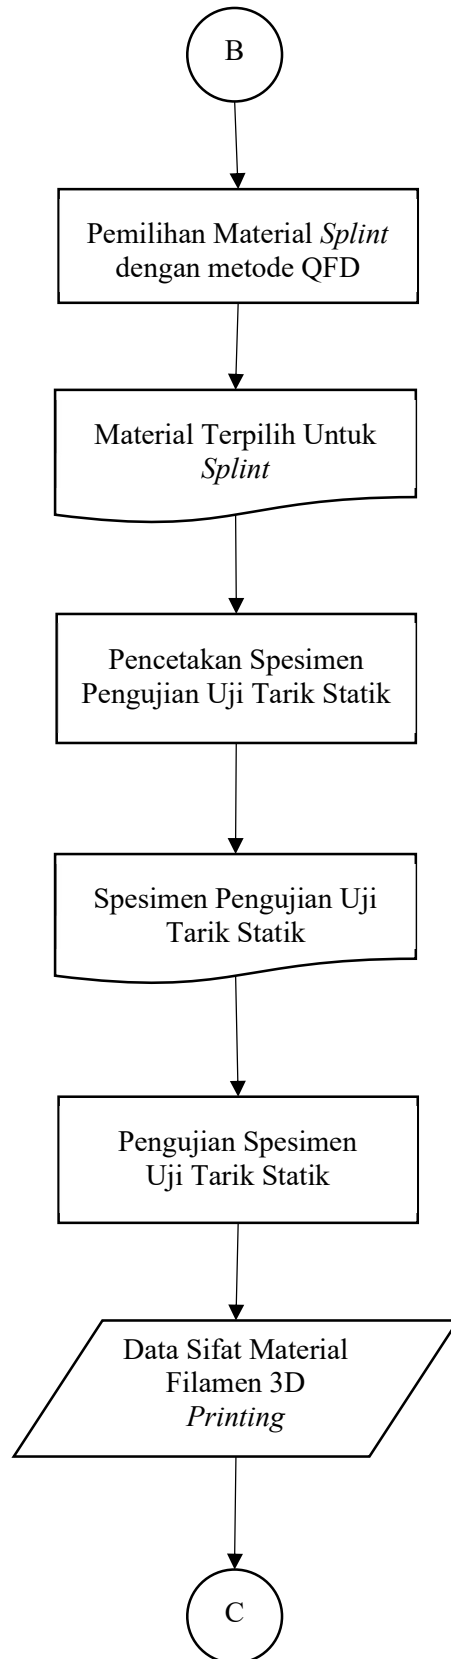 B
Pemilihan Material Splint
dengan metode QFD
Material Terpilih Untuk
Splint
Pencetakan Spesimen
Pengujian Uji Tarik Statik
Spesimen Pengujian Uji
Tarik Statik
Pengujian Spesimen
Uji Tarik Statik
Data Sifat Material
Filamen 3D
Printing
C